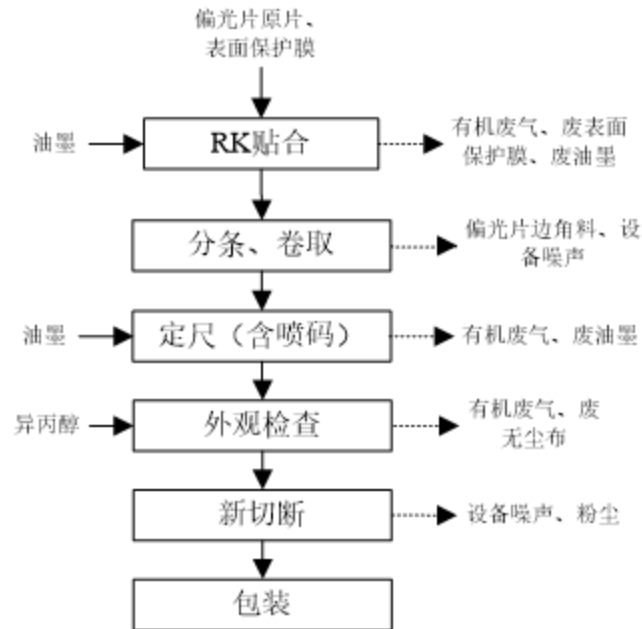 偏光片原片、
表面保护膜
油墨
RK贴合
有机废气、废表面
保护膜、废油墨
分条、卷取
偏光片边角料、设
备噪声
油墨
定尺（含喷码）
有机废气、废油墨
异丙醇
外观检查
有机废气、废
无尘布
新切断
设备噪声、粉尘
包装